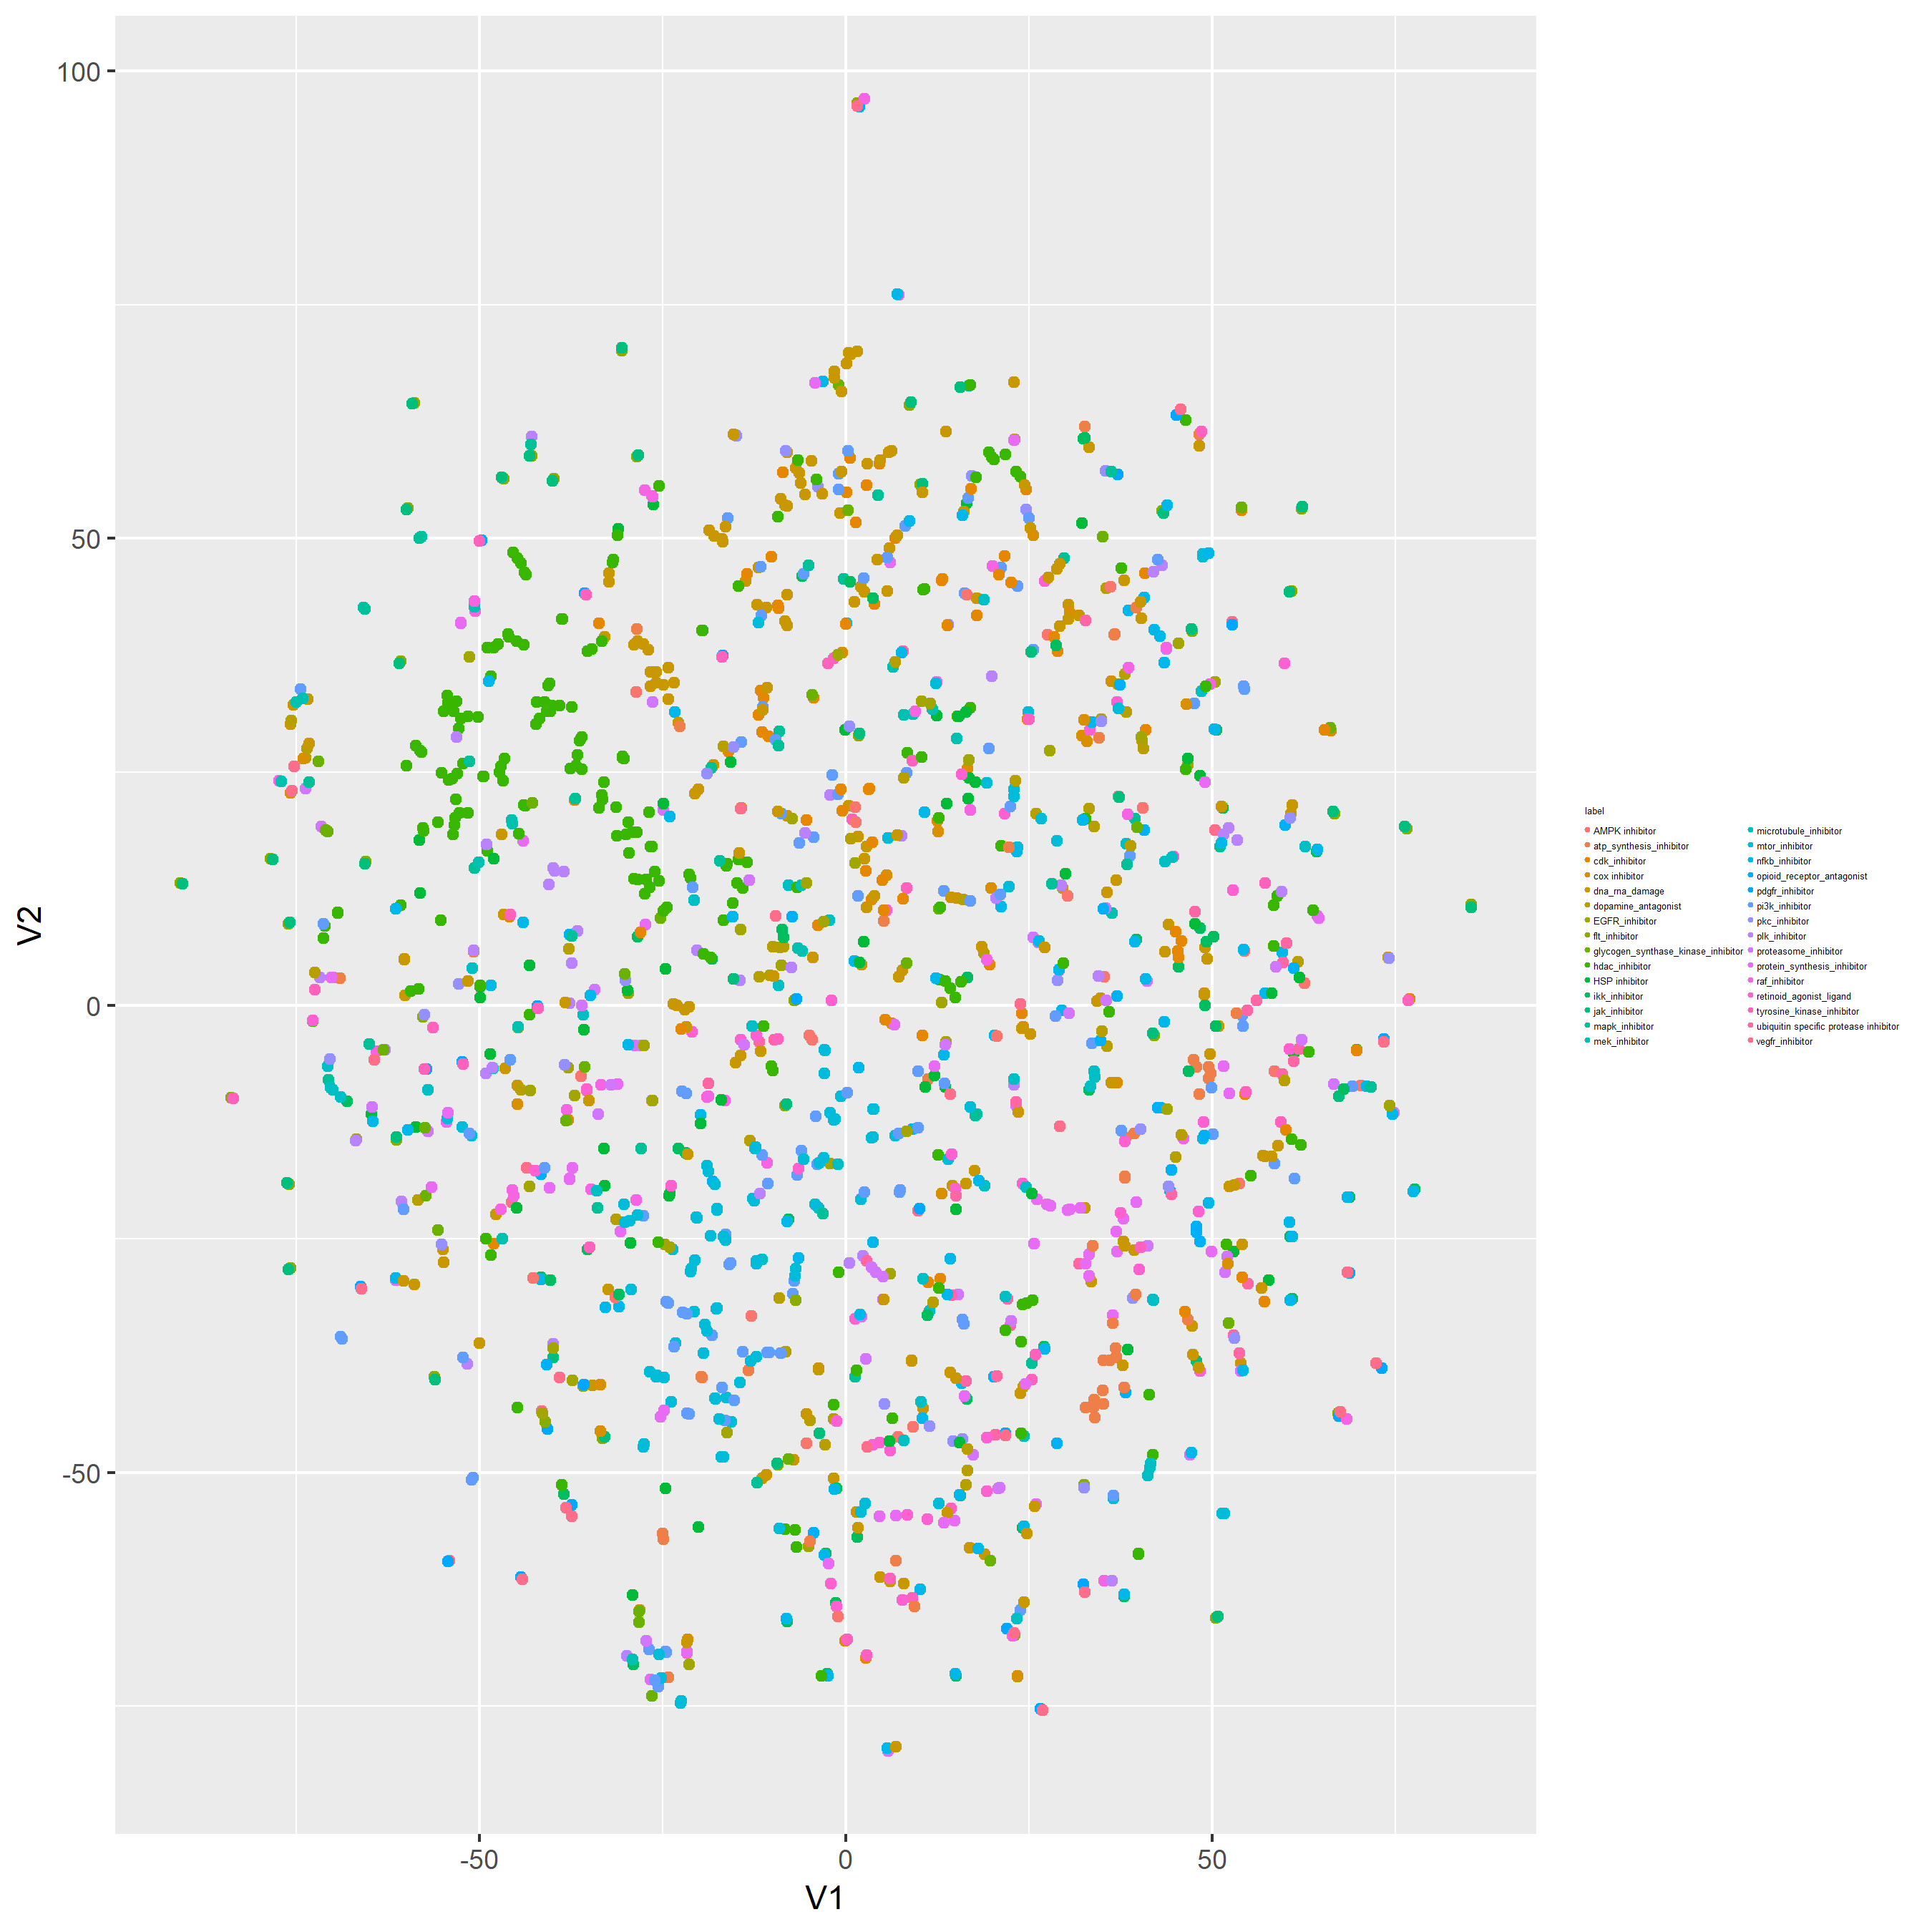 100
50
0
-50
-50
0
50
V1
V2
label
AMPK inhibitor
atp_synthesis_inhibitor
cdk_inhibitor
cox inhibitor
dna_rna_damage
dopamine_antagonist
EGFR_inhibitor
flt_inhibitor
glycogen_synthase_kinase_inhibitor
hdac_inhibitor
HSP inhibitor
ikk_inhibitor
jak_inhibitor
mapk_inhibitor
mek_inhibitor
microtubule_inhibitor
mtor_inhibitor
nfkb_inhibitor
opioid_receptor_antagonist
pdgfr_inhibitor
pi3k_inhibitor
pkc_inhibitor
plk_inhibitor
proteasome_inhibitor
protein_synthesis_inhibitor
raf_inhibitor
retinoid_agonist_ligand
tyrosine_kinase_inhibitor
ubiquitin specific protease inhibitor
vegfr_inhibitor